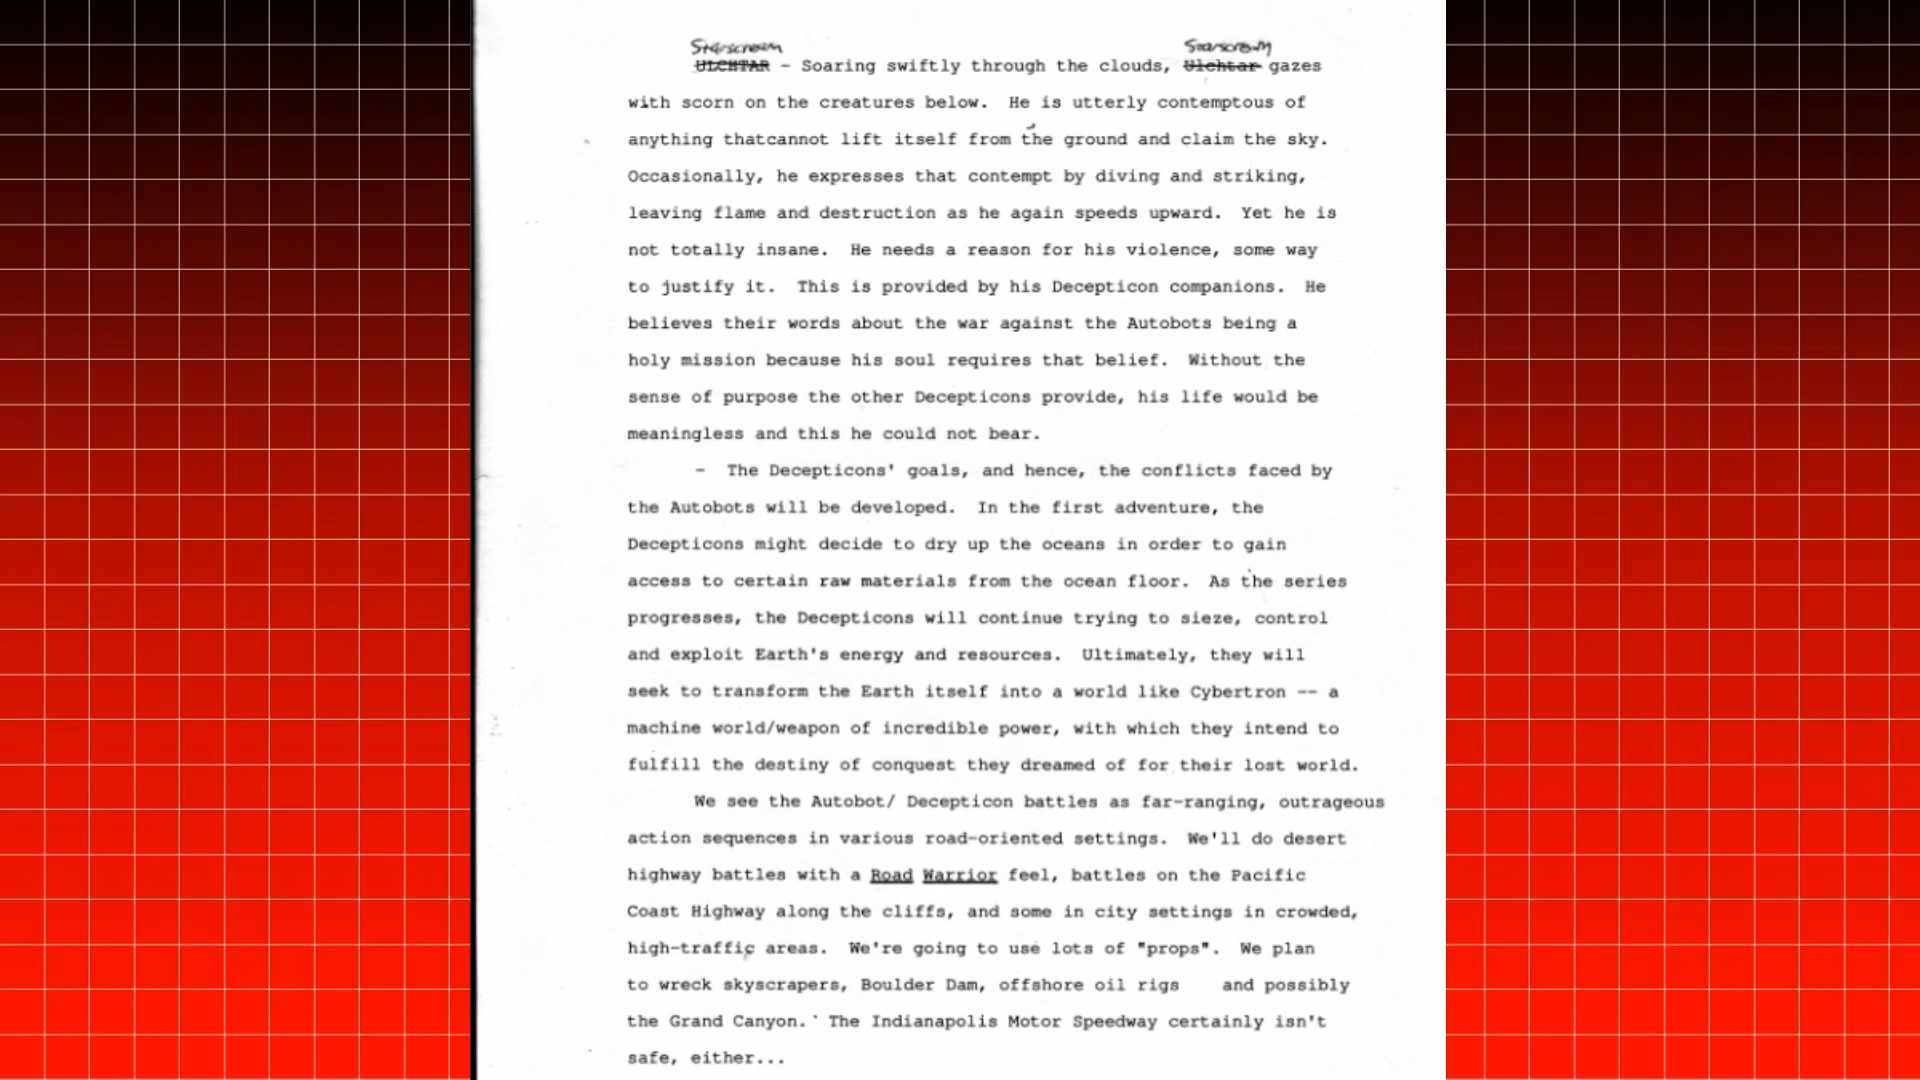 Starscream Starscream
ULCHTAR - Soaring swiftly through the clouds, Ulchtar gazes
with scorn on the creatures below. He is utterly contemptous of
anything thatcannot lift itself from the ground and claim the sky.
Occasionally, he expresses that contempt by diving and striking,
leaving flame and destruction as he again speeds upward. Yet he is
not totally insane. He needs a reason for his violence, some way
to justify it. This is provided by his Decepticon companions. He
believes their words about the war against the Autobots being a
holy mission because his soul requires that belief. Without the
sense of purpose the other Decepticons provide, his life would be
meaningless and this he could not bear.
- The Decepticons' goals, and hence, the conflicts faced by
the Autobots will be developed. In the first adventure, the
Decepticons might decide to dry up the oceans in order to gain
access to certain raw materials from the ocean floor. As the series
progresses, the Decepticons will continue trying to sieze, control
and exploit Earth's energy and resources. Ultimately, they will
seek to transform the Earth itself into a world like Cybertron -- a
machine world/weapon of incredible power, with which they intend to
fulfill the destiny of conquest they dreamed of for their lost world.
We see the Autobot/ Decepticon battles as far-ranging, outrageous
action sequences in various road-oriented settings. We'll do desert
highway battles with a Road Warrior feel, battles on the Pacific
Coast Highway along the cliffs, and some in city settings in crowded,
high-traffic areas. We're going to use lots of "props". We plan
to wreck skyscrapers, Boulder Dam, offshore oil rigs and possibly
the Grand Canyon. The Indianapolis Motor Speedway certainly isn't
safe, either...